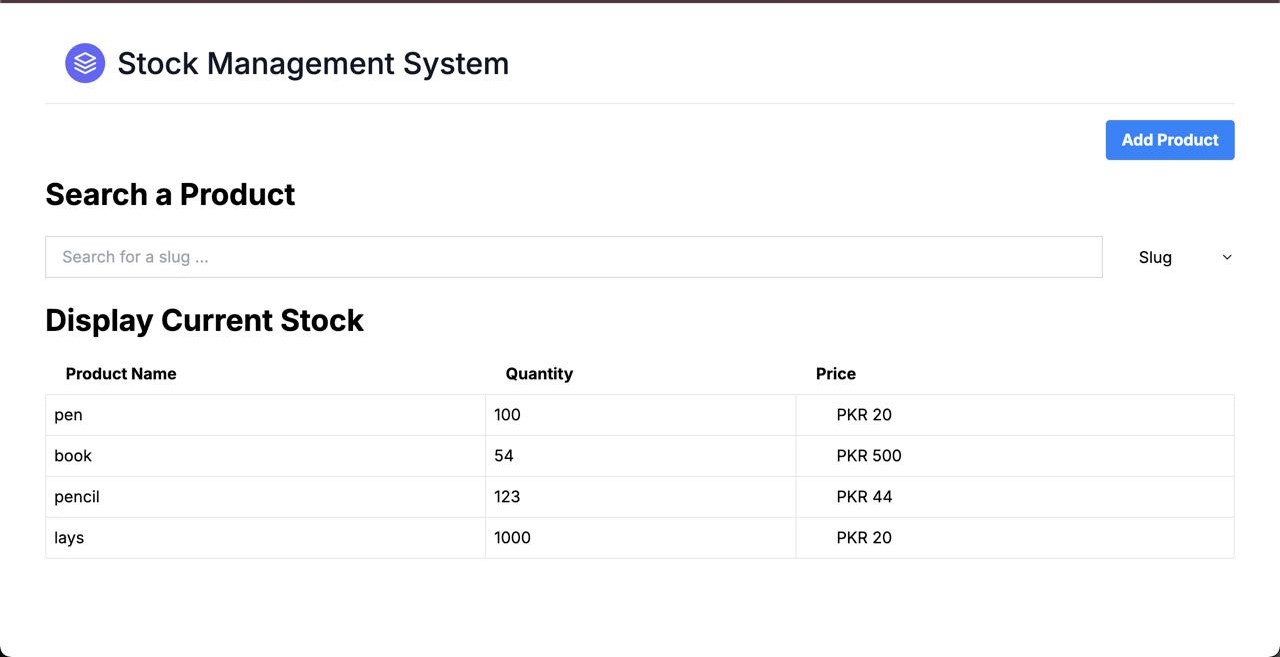 Stock Management System
Add Product
Search a Product
Search for a slug ...
Slug
Display Current Stock
Product Name Quantity Price
pen 100 PKR 20
book 54 PKR 500
pencil 123 PKR 44
lays 1000 PKR 20